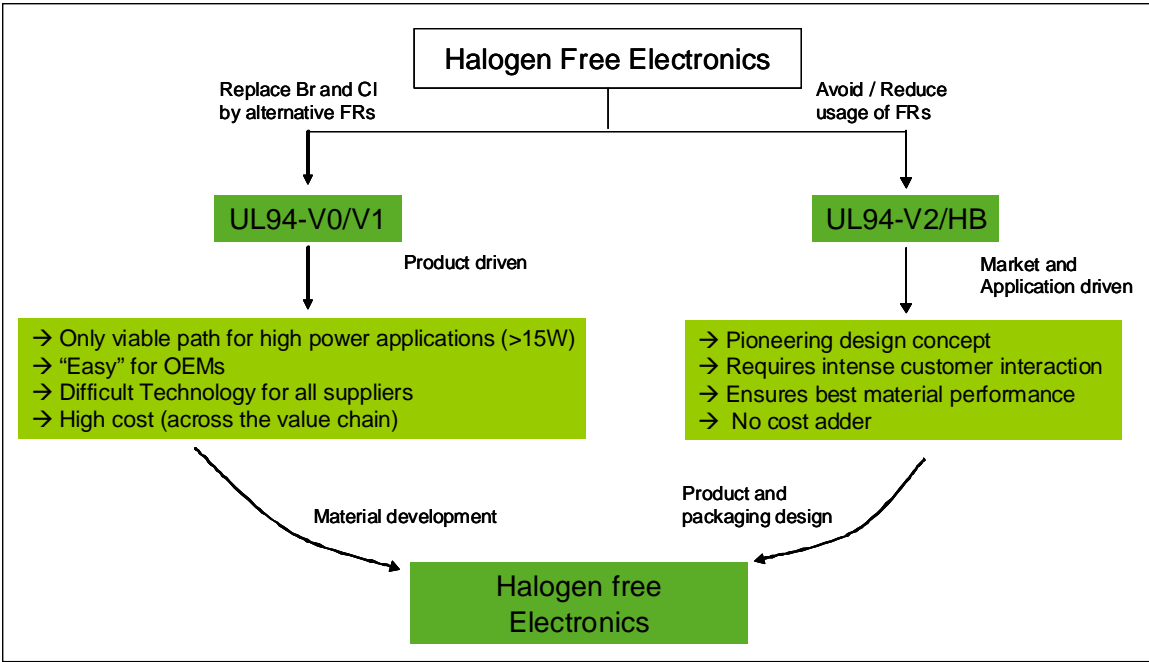 Halogen Free Electronics
Replace Br and Cl
by alternative FRs
Avoid / Reduce
usage of FRs
UL94-V0/V1
UL94-V2/HB
Product driven
Market and
Application driven
→ Only viable path for high power applications (>15W)
→ “Easy” for OEMs
→ Difficult Technology for all suppliers
→ High cost (across the value chain)
→ Pioneering design concept
→ Requires intense customer interaction
→ Ensures best material performance
→ No cost adder
Material development
Product and
packaging design
Halogen free
Electronics